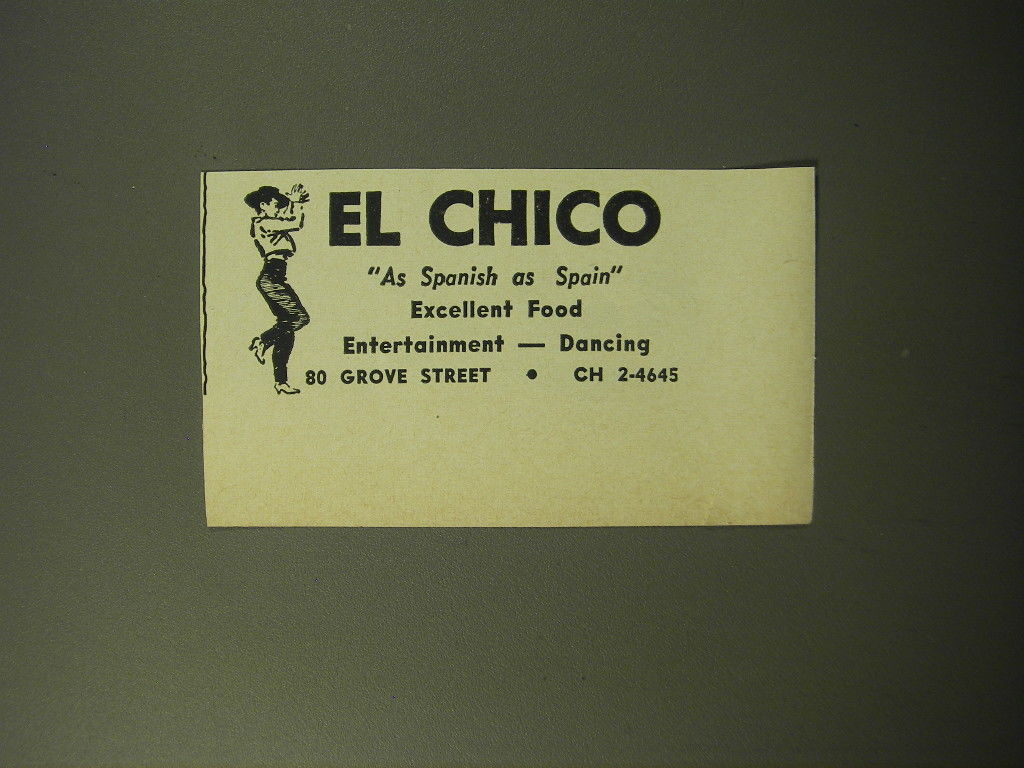 EL CHICO
"As Spanish as Spain"
Excellent Food
Entertainment — Dancing
80 GROVE STREET • CH 2-4645